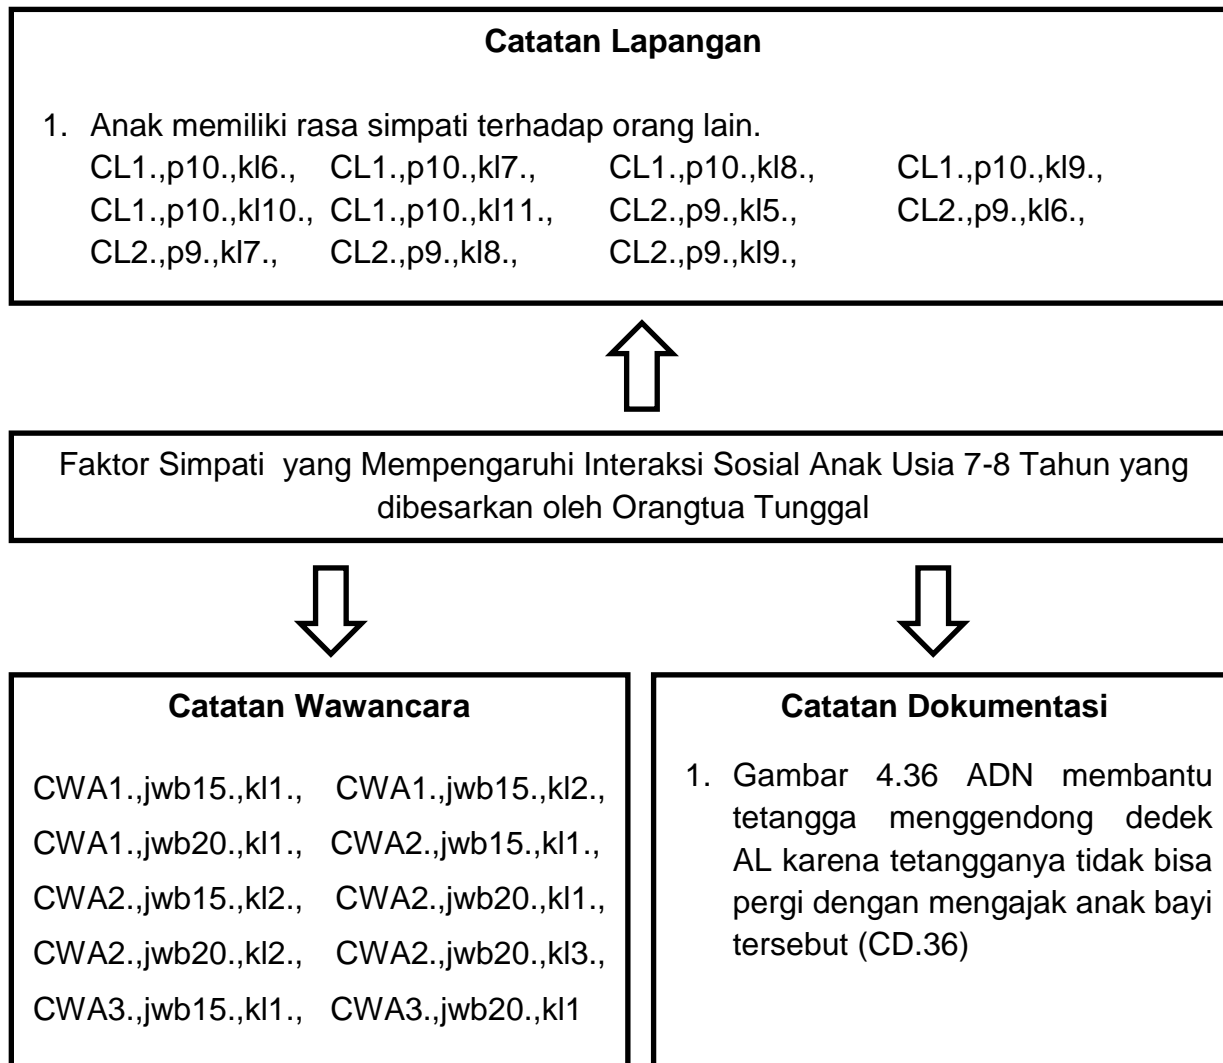 Catatan Lapangan
1. Anak memiliki rasa simpati terhadap orang lain.
CL1.,p10.,kl6., CL1.,p10.,kl7., CL1.,p10.,kl8., CL1.,p10.,kl9.,
CL1.,p10.,kl10., CL1.,p10.,kl11., CL2.,p9.,kl5., CL2.,p9.,kl6.,
CL2.,p9.,kl7., CL2.,p9.,kl8., CL2.,p9.,kl9.,
Faktor Simpati yang Mempengaruhi Interaksi Sosial Anak Usia 7-8 Tahun yang
dibesarkan oleh Orangtua Tunggal
Catatan Wawancara
CWA1.,jwb15.,kl1., CWA1.,jwb15.,kl2.,
CWA1.,jwb20.,kl1., CWA2.,jwb15.,kl1.,
CWA2.,jwb15.,kl2., CWA2.,jwb20.,kl1.,
CWA2.,jwb20.,kl2., CWA2.,jwb20.,kl3.,
CWA3.,jwb15.,kl1., CWA3.,jwb20.,kl1
Catatan Dokumentasi
1. Gambar 4.36 ADN membantu
tetangga menggendong dedek
AL karena tetangganya tidak bisa
pergi dengan mengajak anak bayi
tersebut (CD.36)